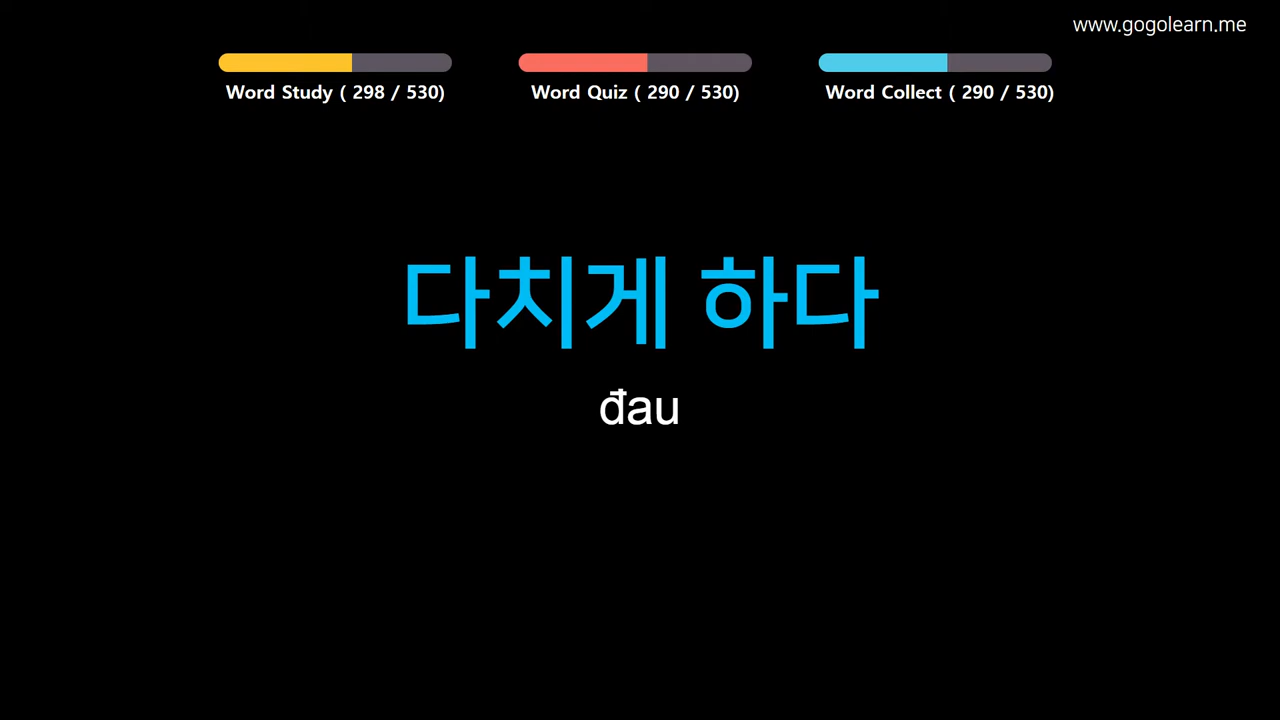 www.gogolearn.me
Word Study ( 298 / 530)
Word Quiz ( 290 / 530)
Word Collect ( 290 / 530)
다치게 하다
đau